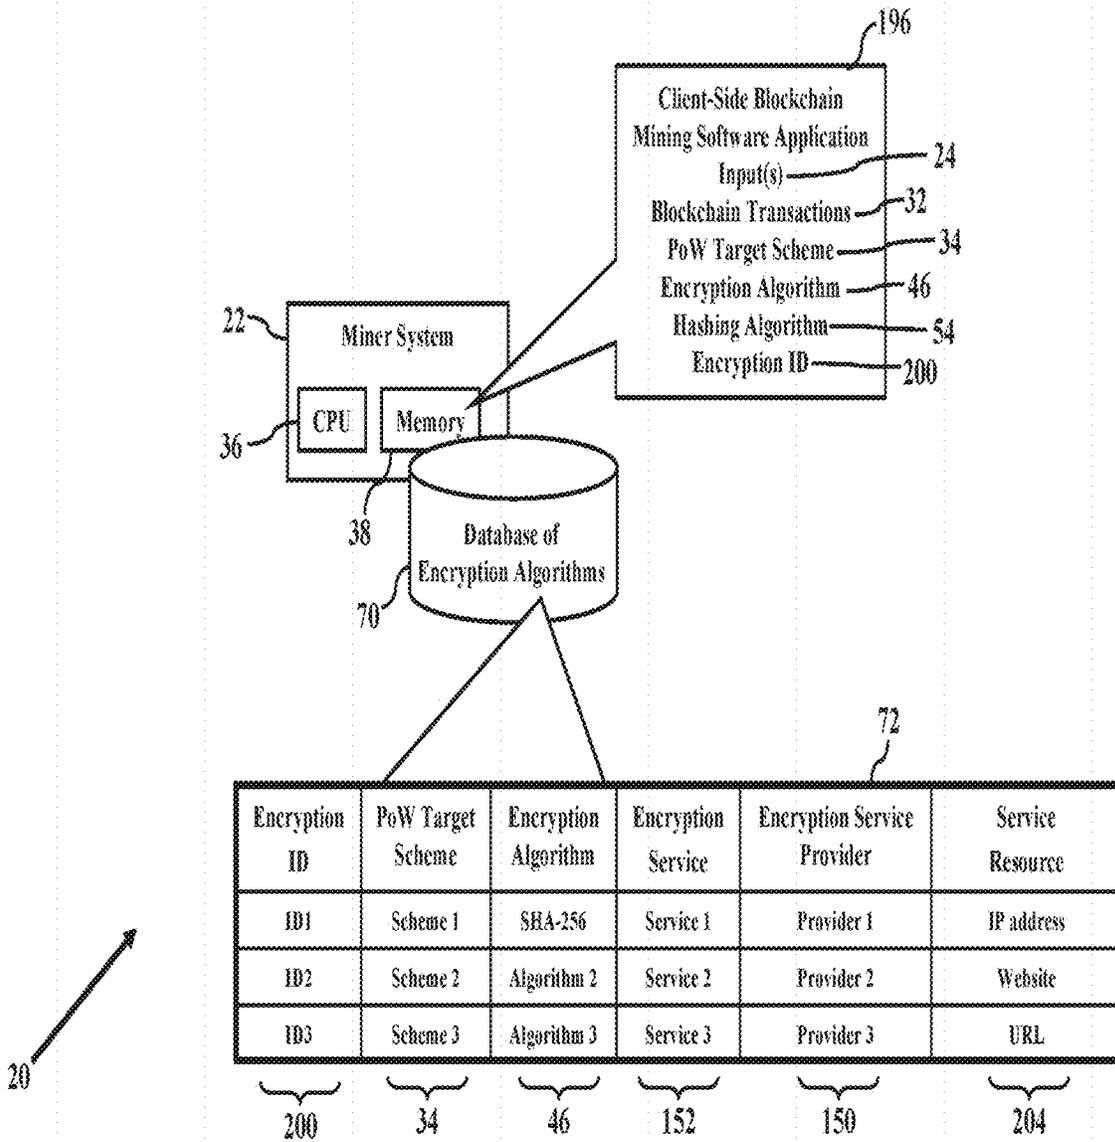 196
Client-Side Blockchain
Mining Software Application
Input(s) 24
Blockchain Transactions 32
PoW Target Scheme 34
Encryption Algorithm 46
Hashing Algorithm 54
Encryption ID 200
22
Miner System
CPU
Memory
36
38
Database of
Encryption Algorithms
70
72
Encryption ID
PoW Target Scheme
Encryption Algorithm
Encryption Service
Encryption Service Provider
Service Resource
ID1 Scheme 1 SHA-256 Service 1 Provider 1 IP address
ID2 Scheme 2 Algorithm 2 Service 2 Provider 2 Website
ID3 Scheme 3 Algorithm 3 Service 3 Provider 3 URL
20
200 34 46 152 150 204